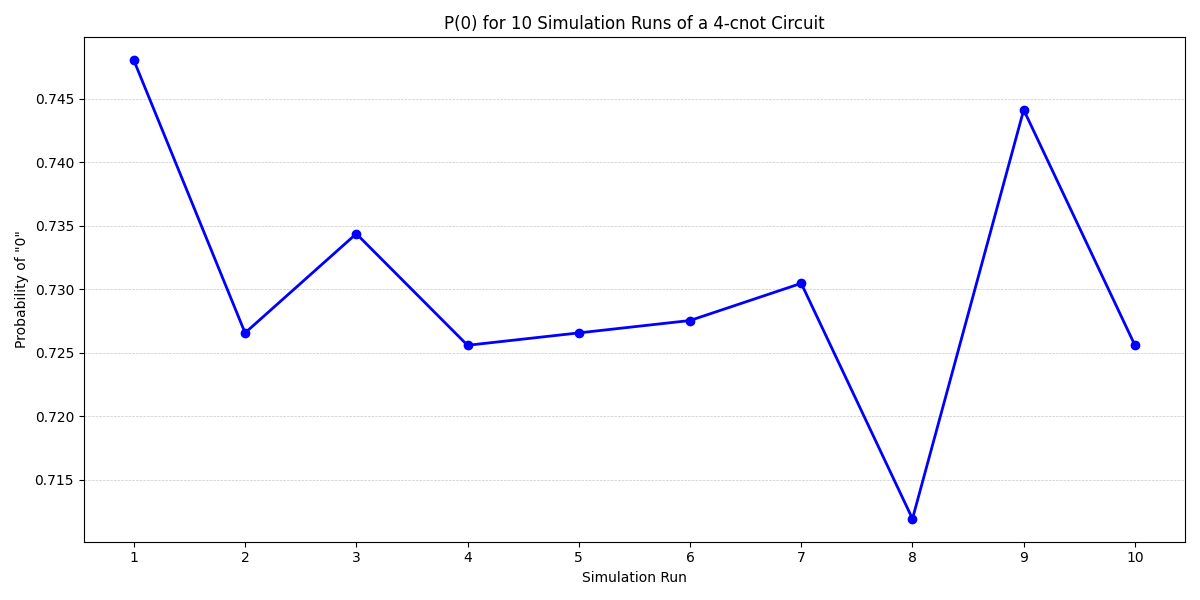 P(0) for 10 Simulation Runs of a 4-cnot Circuit
Probability of "0"
0.745
0.740
0.735
0.730
0.725
0.720
0.715
1 2 3 4 5 6 7 8 9 10
Simulation Run